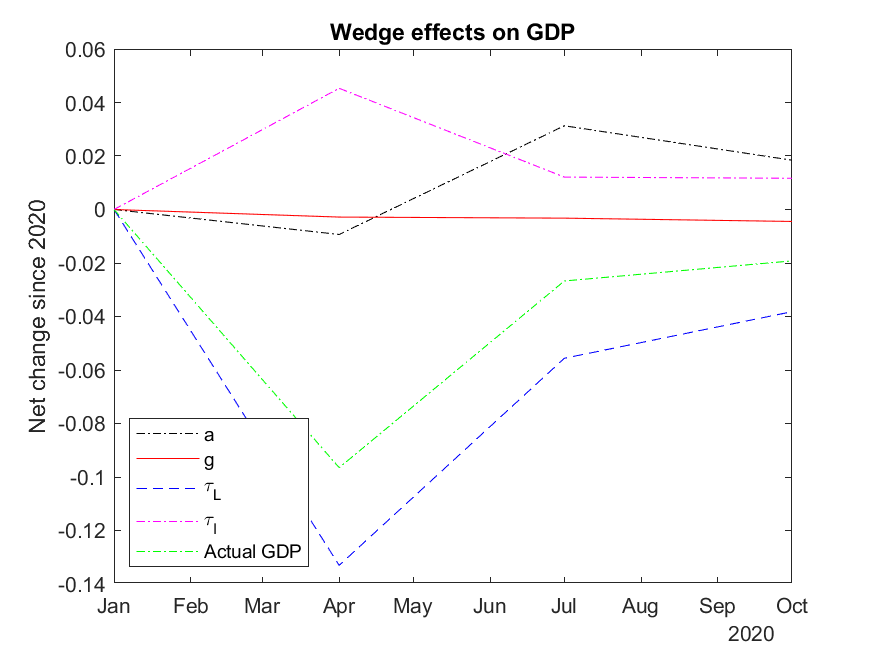 Wedge effects on GDP
Net change since 2020
0.06
0.04
0.02
0
-0.02
-0.04
-0.06
-0.08
-0.1
-0.12
-0.14
a
g
τL
τI
Actual GDP
Jan Feb Mar Apr May Jun Jul Aug Sep Oct
2020